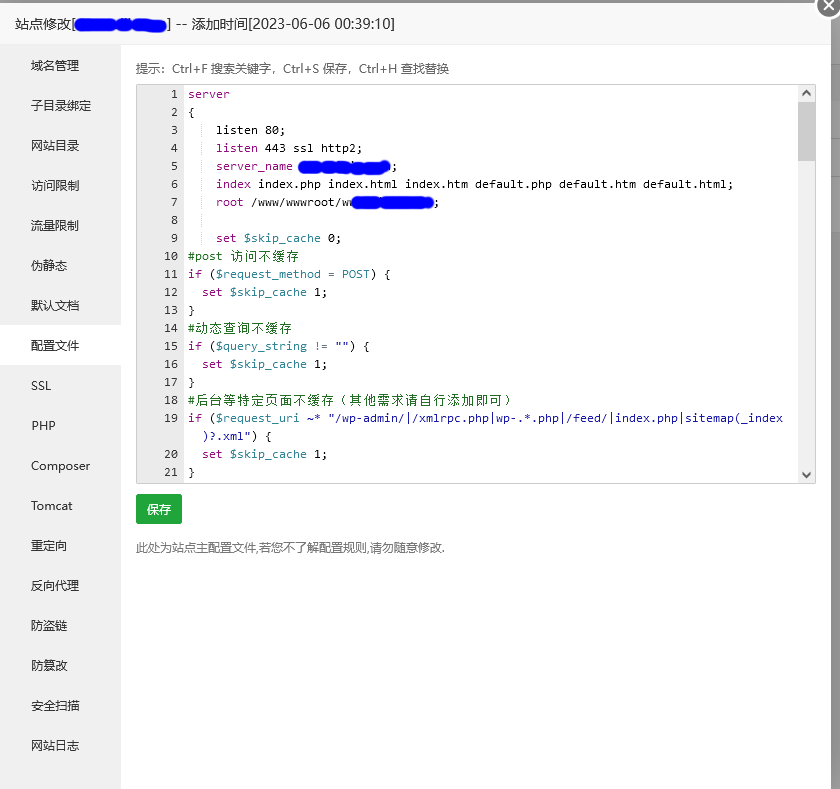 站点修改[] -- 添加时间[2023-06-06 00:39:10]
域名管理
子目录绑定
网站目录
访问限制
流量限制
伪静态
默认文档
配置文件
SSL
PHP
Composer
Tomcat
重定向
反向代理
防盗链
防篡改
安全扫描
网站日志
提示：Ctrl+F 搜索关键字，Ctrl+S 保存，Ctrl+H 查找替换
1 server
2 {
3 listen 80;
4 listen 443 ssl http2;
5 server_name ;
6 index index.php index.html index.htm default.php default.htm default.html;
7 root /www/wwwroot/w;
8
9 set $skip_cache 0;
10 #post 访问不缓存
11 if ($request_method = POST) {
12 set $skip_cache 1;
13 }
14 #动态查询不缓存
15 if ($query_string != "") {
16 set $skip_cache 1;
17 }
18 #后台等特定页面不缓存（其他需求请自行添加即可）
19 if ($request_uri ~* "/wp-admin/|/xmlrpc.php|wp-.*.php|/feed/|index.php|sitemap(_index
)?.xml") {
20 set $skip_cache 1;
21 }
保存
此处为站点主配置文件,若您不了解配置规则,请勿随意修改.